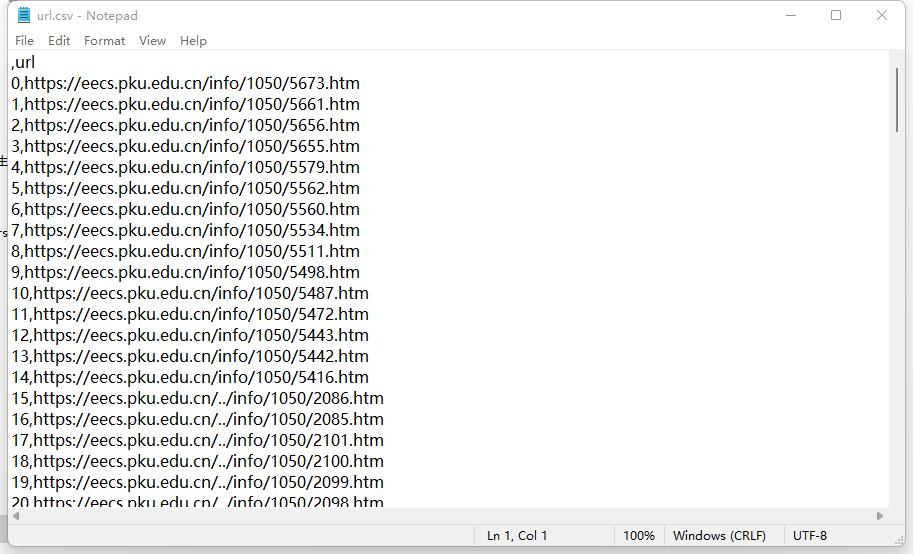 url.csv - Notepad
File Edit Format View Help
,url
0,https://eecs.pku.edu.cn/info/1050/5673.htm
1,https://eecs.pku.edu.cn/info/1050/5661.htm
2,https://eecs.pku.edu.cn/info/1050/5656.htm
3,https://eecs.pku.edu.cn/info/1050/5655.htm
4,https://eecs.pku.edu.cn/info/1050/5579.htm
5,https://eecs.pku.edu.cn/info/1050/5562.htm
6,https://eecs.pku.edu.cn/info/1050/5560.htm
7,https://eecs.pku.edu.cn/info/1050/5534.htm
8,https://eecs.pku.edu.cn/info/1050/5511.htm
9,https://eecs.pku.edu.cn/info/1050/5498.htm
10,https://eecs.pku.edu.cn/info/1050/5487.htm
11,https://eecs.pku.edu.cn/info/1050/5472.htm
12,https://eecs.pku.edu.cn/info/1050/5443.htm
13,https://eecs.pku.edu.cn/info/1050/5442.htm
14,https://eecs.pku.edu.cn/info/1050/5416.htm
15,https://eecs.pku.edu.cn/../info/1050/2086.htm
16,https://eecs.pku.edu.cn/../info/1050/2085.htm
17,https://eecs.pku.edu.cn/../info/1050/2101.htm
18,https://eecs.pku.edu.cn/../info/1050/2100.htm
19,https://eecs.pku.edu.cn/../info/1050/2099.htm
20,https://eecs.pku.edu.cn/../info/1050/2098.htm
Ln 1, Col 1 100% Windows (CRLF) UTF-8